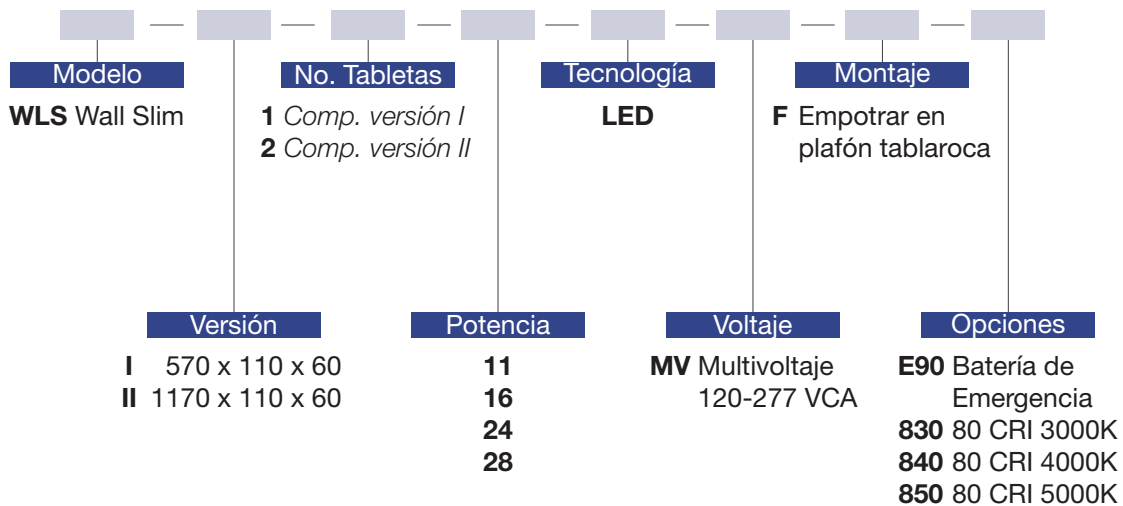 Modelo
WLS Wall Slim
No. Tabletas
1 Comp. versión I
2 Comp. versión II
Tecnología
LED
Montaje
F Empotrar en
plafón tablaroca
Versión
I 570 x 110 x 60
II 1170 x 110 x 60
Potencia
11
16
24
28
Voltaje
MV Multivoltaje
120-277 VCA
Opciones
E90 Batería de
Emergencia
830 80 CRI 3000K
840 80 CRI 4000K
850 80 CRI 5000K